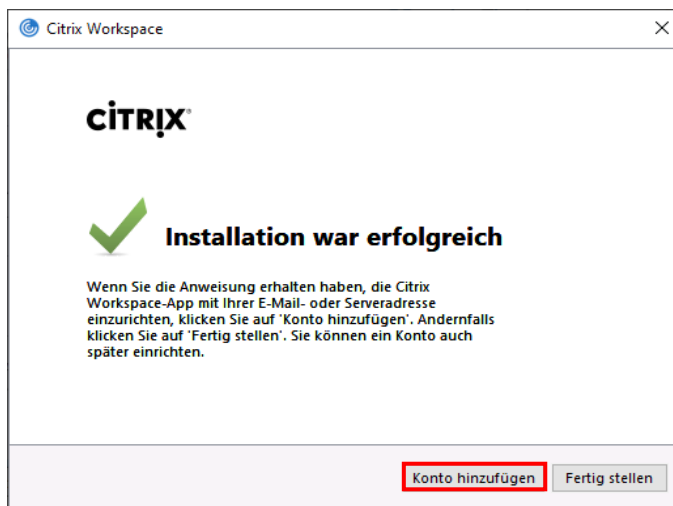 Citrix Workspace
CİTRIX
Installation war erfolgreich
Wenn Sie die Anweisung erhalten haben, die Citrix
Workspace-App mit Ihrer E-Mail- oder Serveradresse
einzurichten, klicken Sie auf 'Konto hinzufügen'. Andernfalls
klicken Sie auf 'Fertig stellen'. Sie können ein Konto auch
später einrichten.
Konto hinzufügen
Fertig stellen